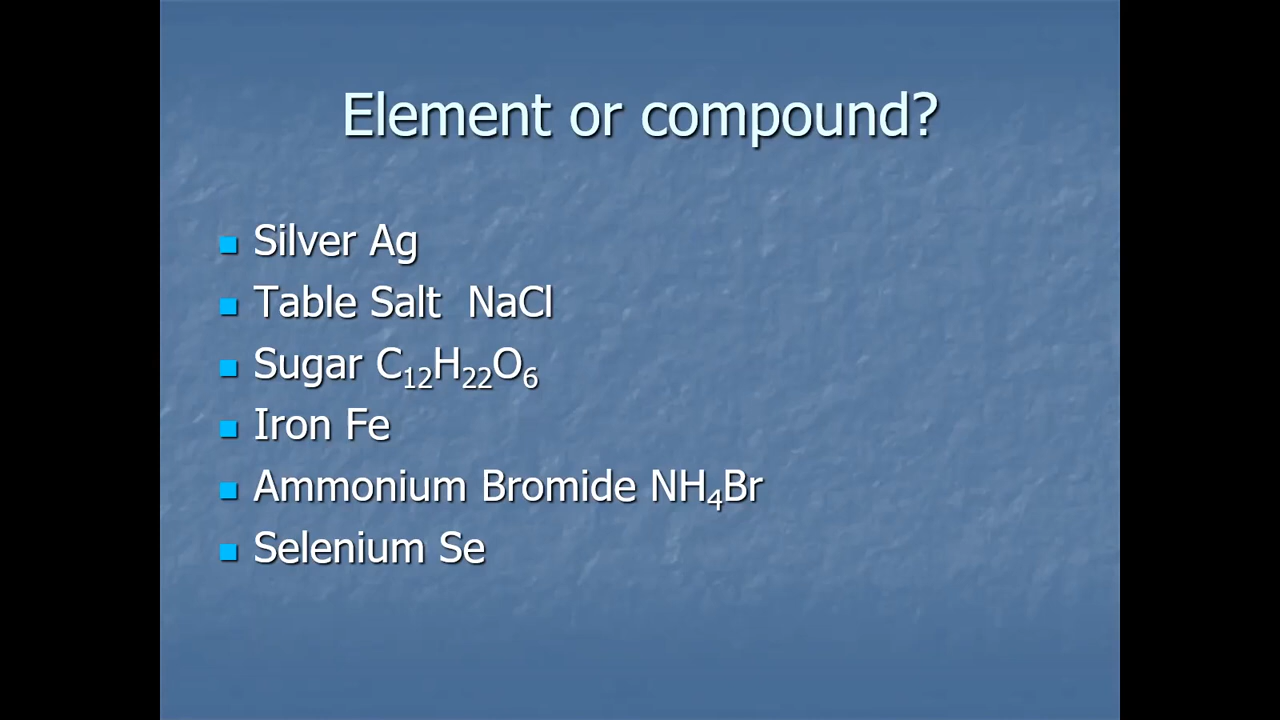 Element or compound?
Silver Ag
Table Salt NaCl
Sugar C₁₂H₂₂O₆
Iron Fe
Ammonium Bromide NH₄Br
Selenium Se